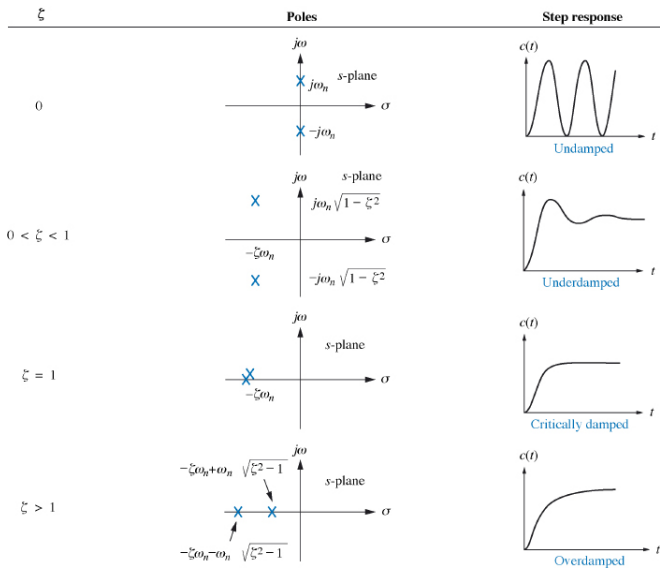 ζ Poles Step response
jω c(t)
s-plane
jωₙ
0 σ
−jωₙ t
Undamped
jω s-plane c(t)
jωₙ √1 − ζ²
0 < ζ < 1 σ
−ζωₙ
−jωₙ √1 − ζ² t
Underdamped
jω c(t)
s-plane
ζ = 1 σ
−ζωₙ t
Critically damped
jω c(t)
−ζωₙ+ωₙ √ζ² − 1 s-plane
ζ > 1 σ
−ζωₙ−ωₙ √ζ² − 1 t
Overdamped